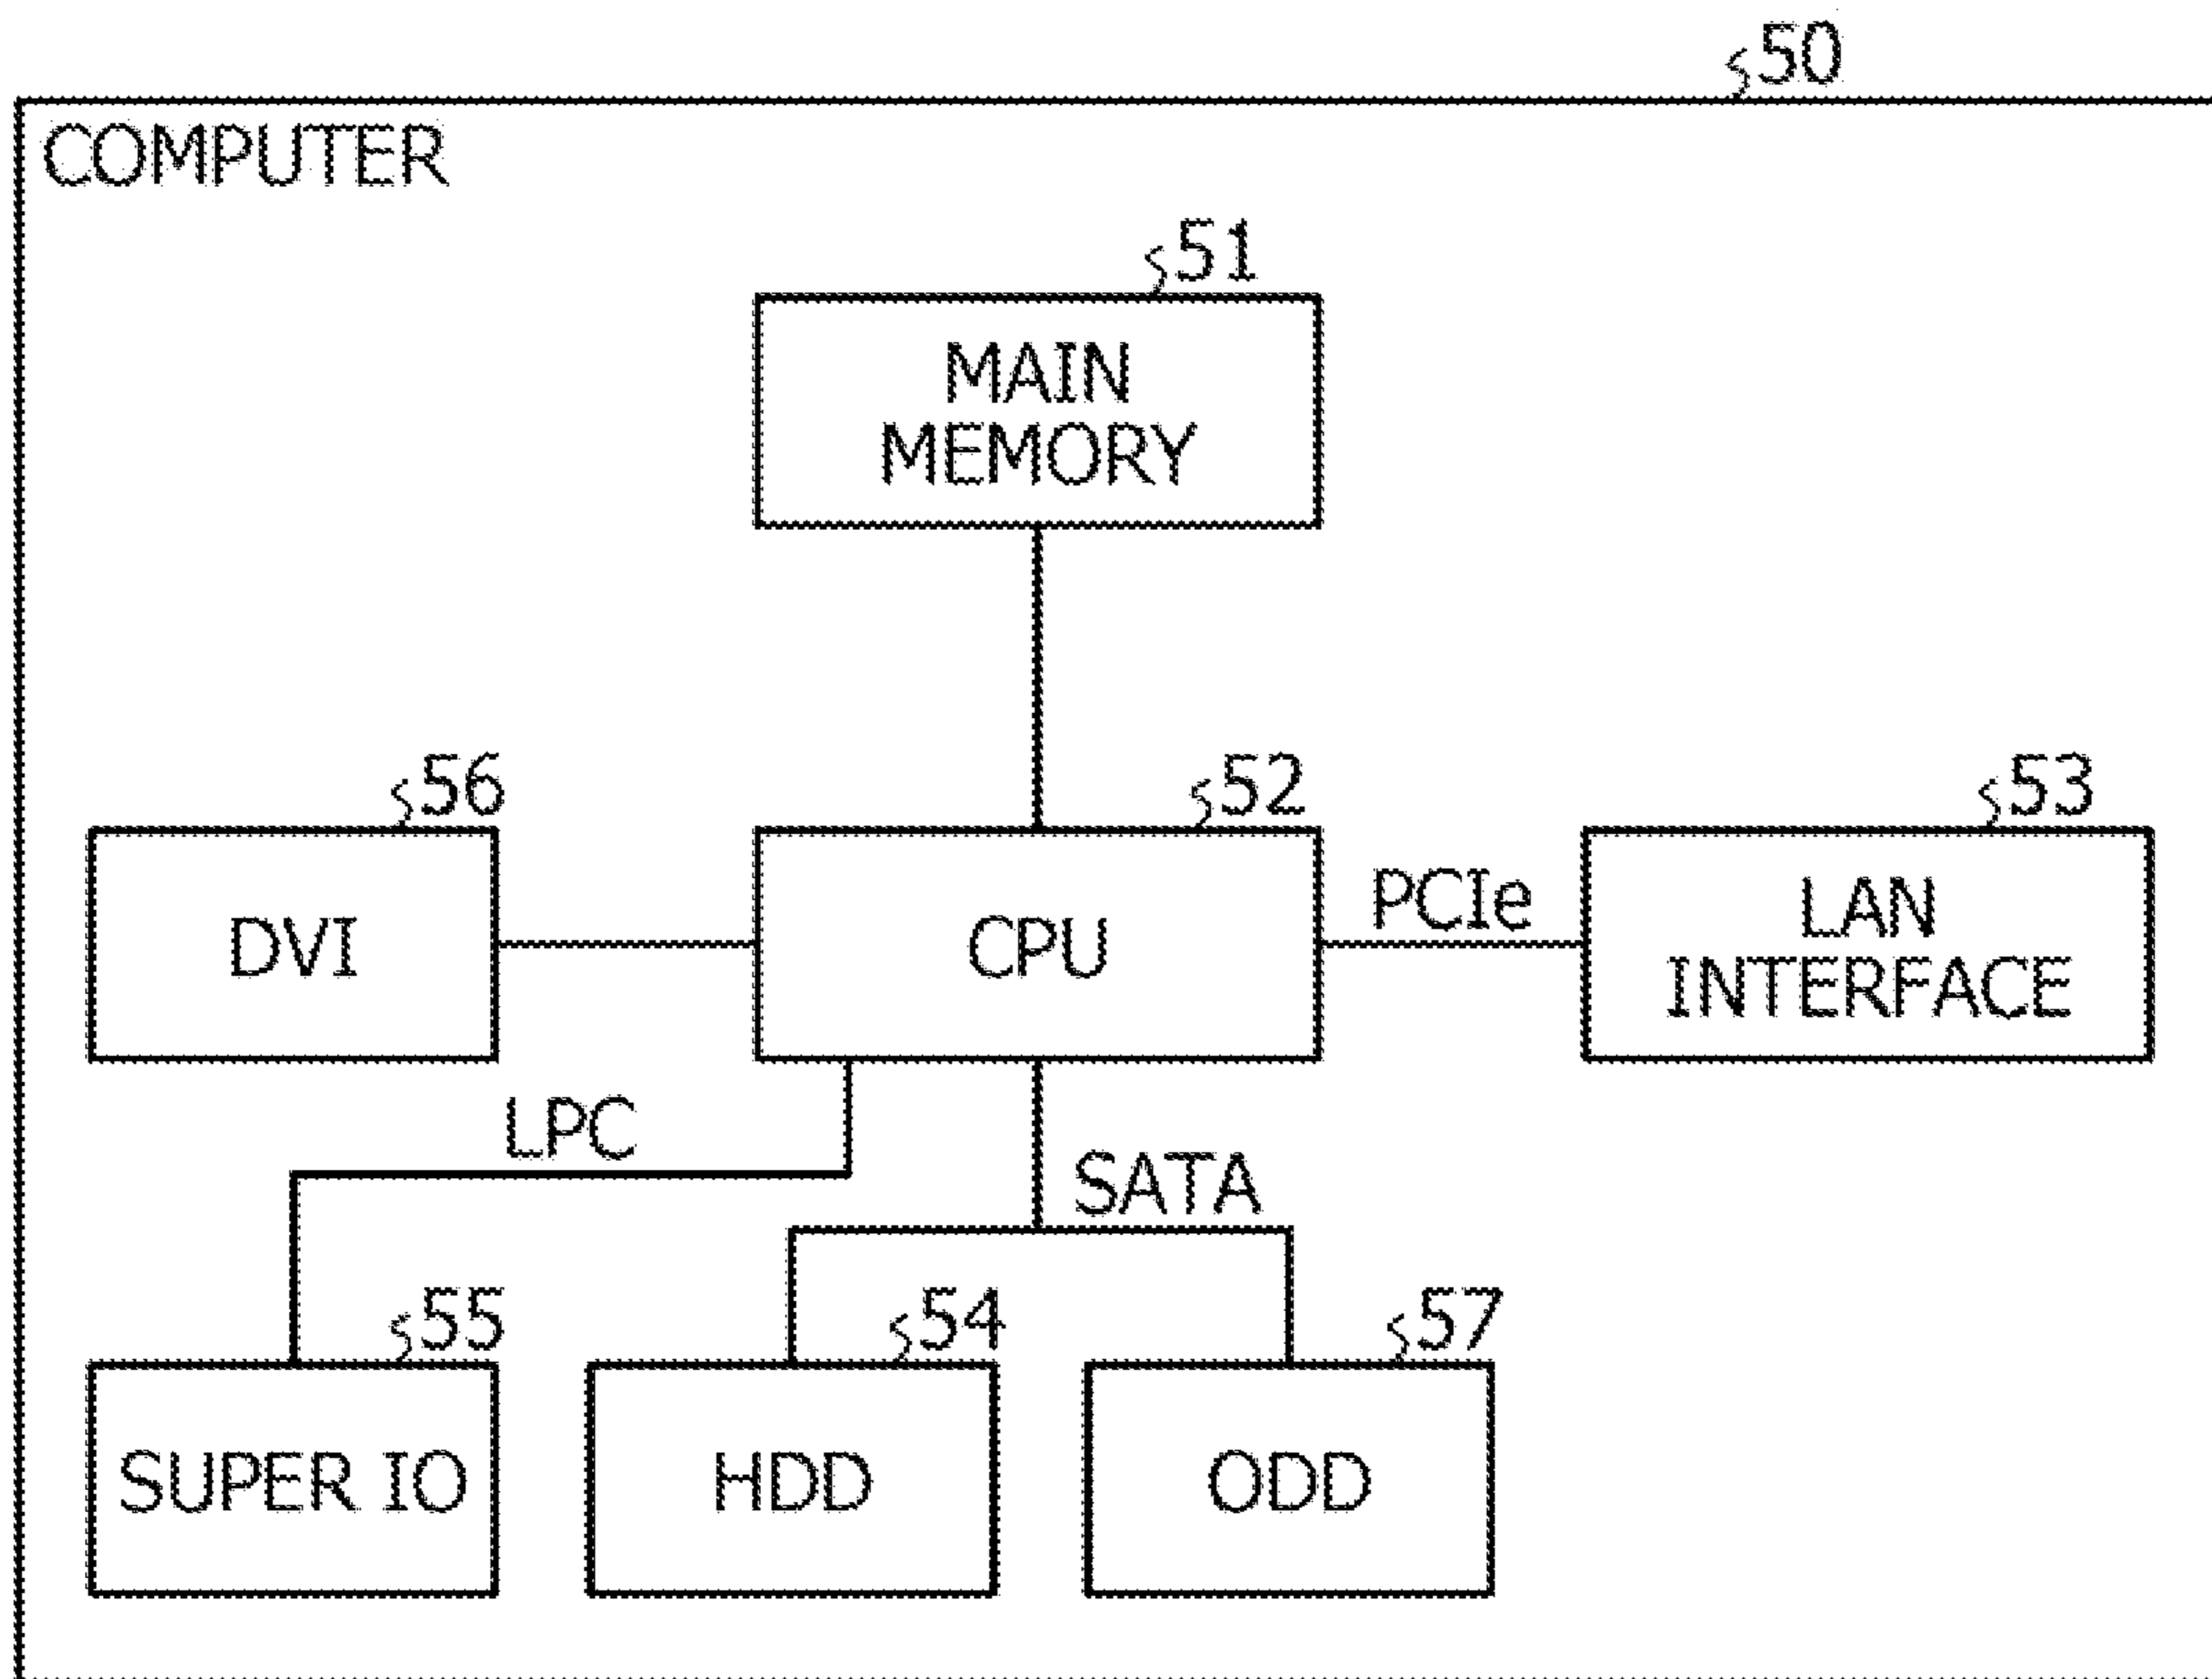 50
COMPUTER
51
MAIN
MEMORY
56
52
53
DVI
CPU
PCIe
LAN
INTERFACE
LPC
SATA
55
54
57
SUPER IO
HDD
ODD